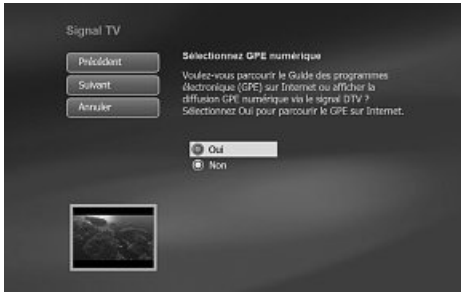 Signal TV
Précédent
Suivant
Annuler
Sélectionnez GPE numérique
Voulez-vous parcourir le Guide des programmes
électronique (GPE) sur Internet ou afficher la
diffusion GPE numérique via le signal DTV ?
Sélectionnez Oui pour parcourir le GPE sur Internet.
Oui
Non